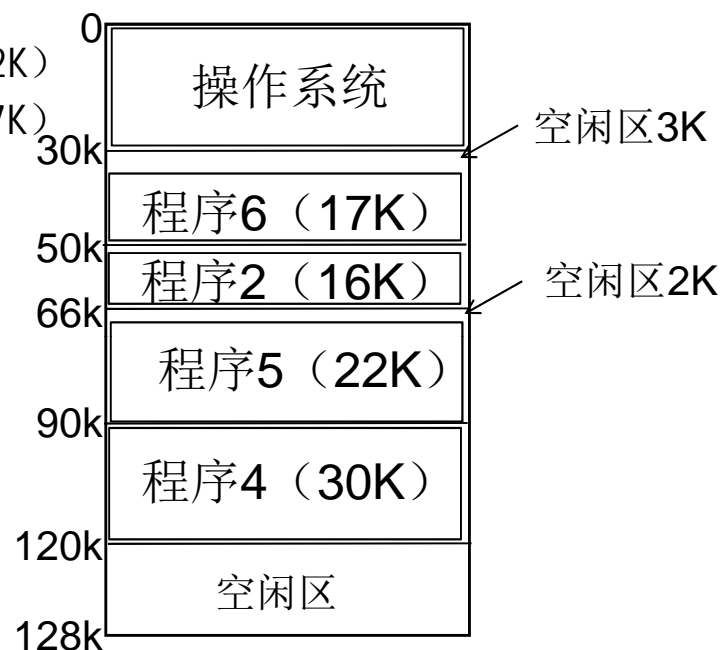 0
2K）
操作系统
7K）
空闲区3K
30k
程序6（17K）
50k
程序2（16K）
空闲区2K
66k
程序5（22K）
90k
程序4（30K）
120k
空闲区
128k